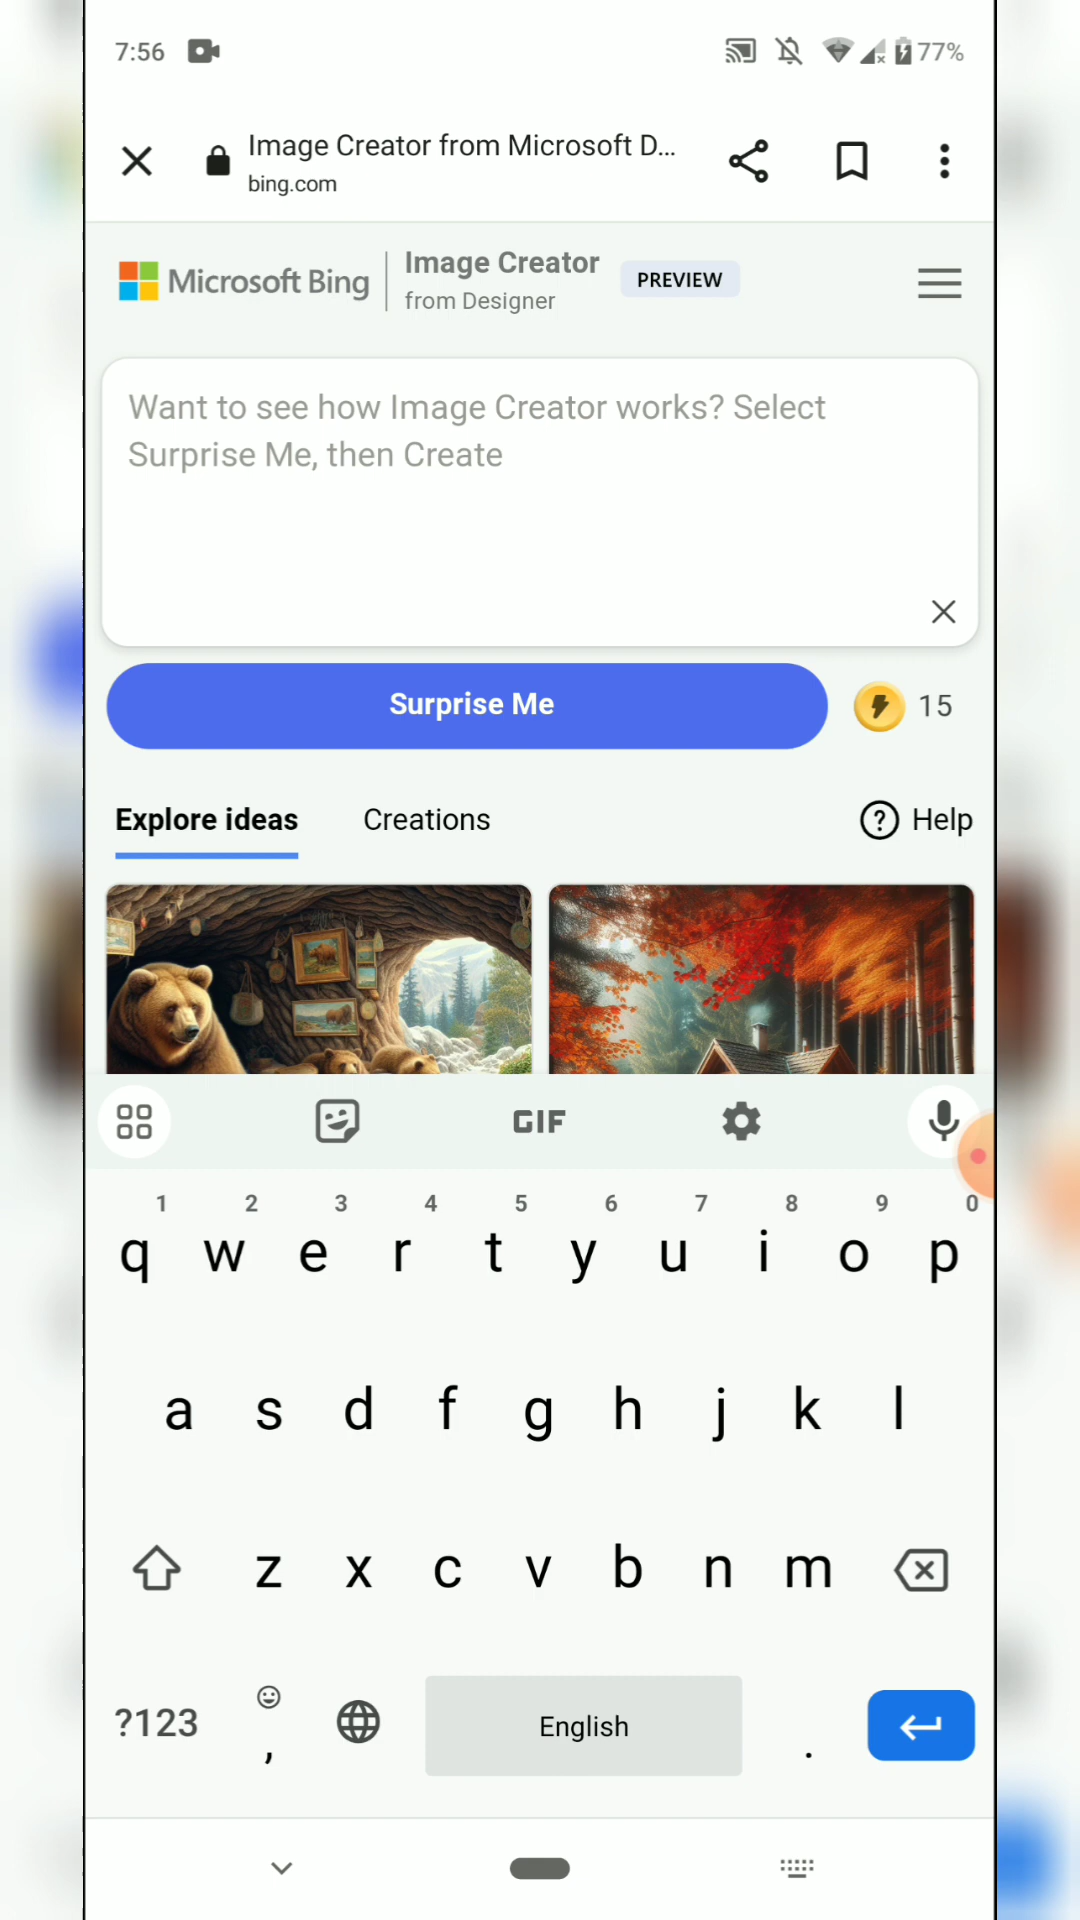 7:56
77%
Image Creator from Microsoft D...
bing.com
Microsoft Bing
Image Creator
from Designer
PREVIEW
Want to see how Image Creator works? Select
Surprise Me, then Create
Surprise Me
15
Explore ideas
Creations
Help
GIF
1 2 3 4 5 6 7 8 9 0
q w e r t y u i o p
a s d f g h j k l
z x c v b n m
?123
,
English
.